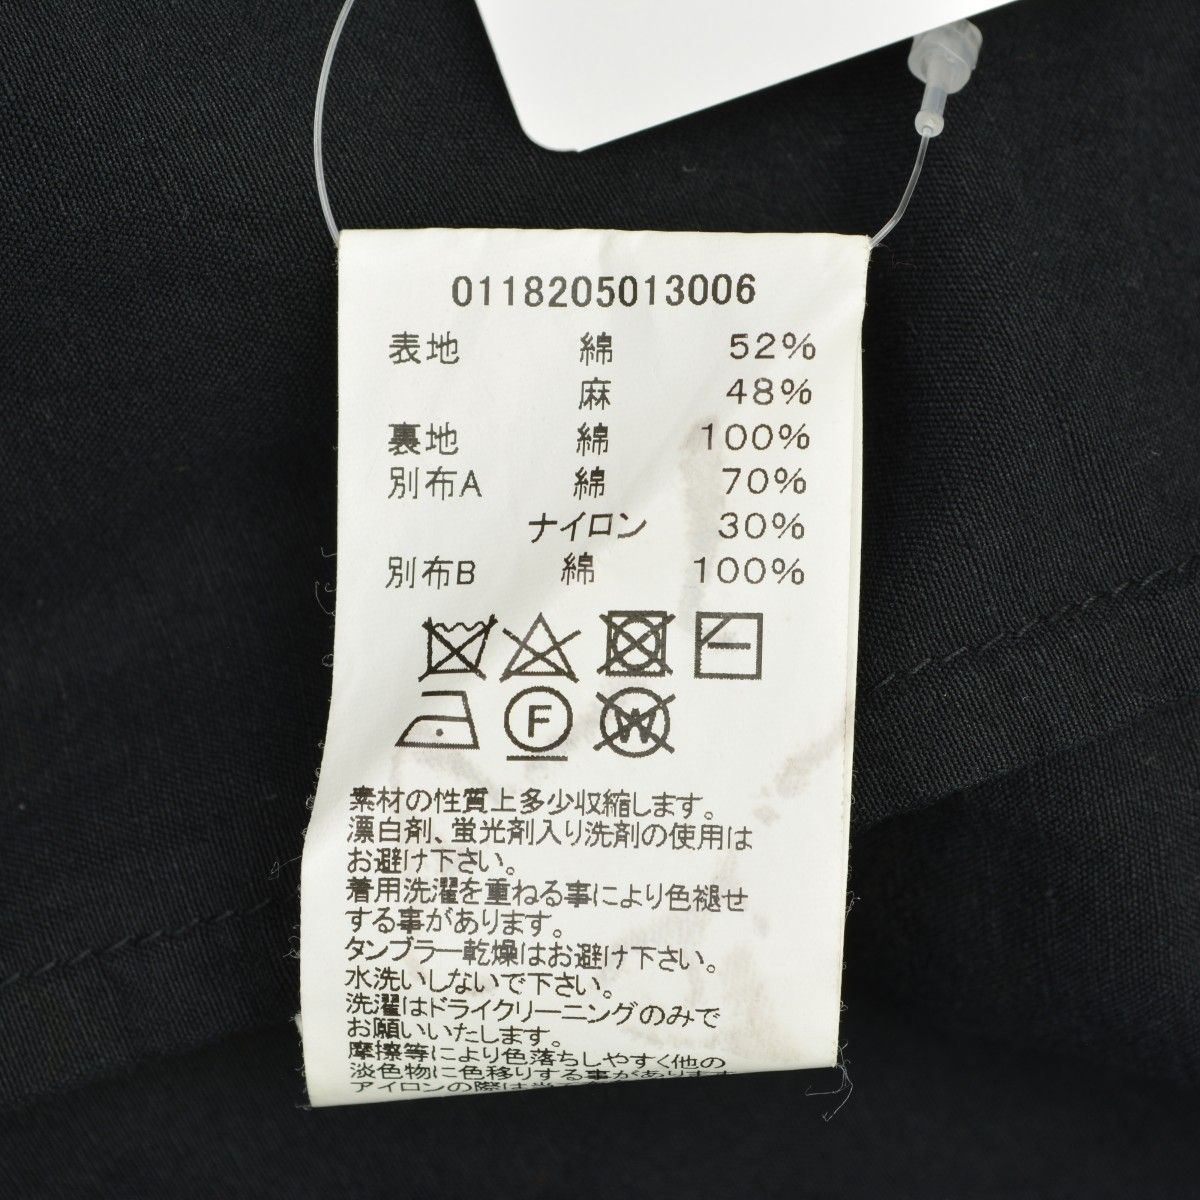 0118205013006
表地 綿 52%
麻 48%
裏地 綿 100%
別布A 綿 70%
ナイロン 30%
別布B 綿 100%
F W
素材の性質上多少収縮します。
漂白剤、蛍光剤入り洗剤の使用は
お避け下さい。
着用洗濯を重ねる事により色褪せ
する事があります。
タンブラー乾燥はお避け下さい。
水洗いしないで下さい。
洗濯はドライクリーニングのみで
お願いいたします。
摩擦等により色落ちしやすく他の
淡色物に色移りする事があります
アイロンの際は